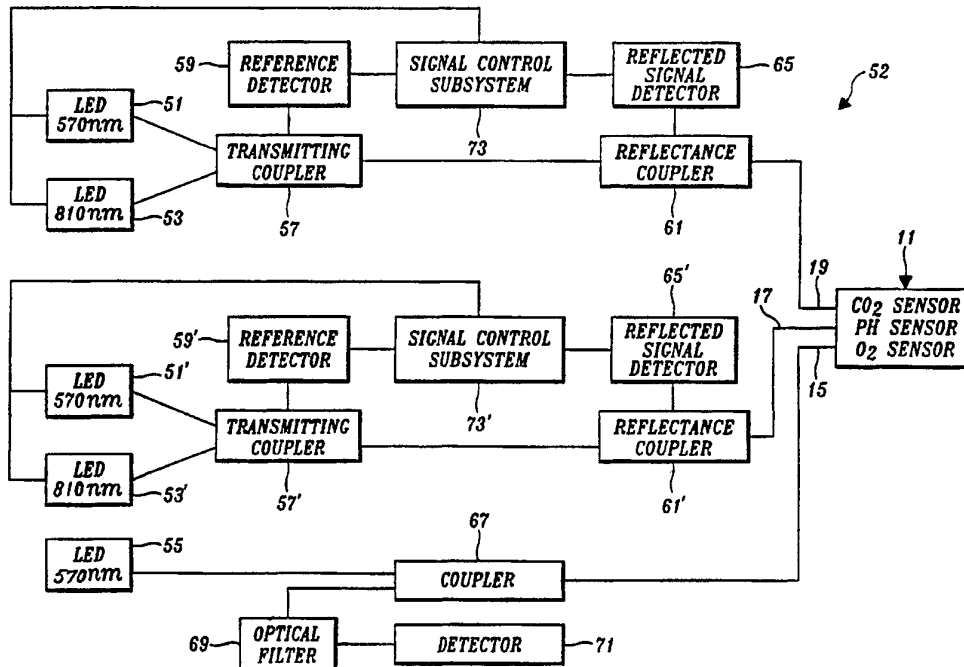 59
REFERENCE
DETECTOR
SIGNAL CONTROL
SUBSYSTEM
73
REFLECTED
SIGNAL
DETECTOR
65
52
LED
570nm
51
LED
810nm
53
TRANSMITTING
COUPLER
57
REFLECTANCE
COUPLER
61
11
19
17
15
CO2 SENSOR
PH SENSOR
O2 SENSOR
59'
REFERENCE
DETECTOR
SIGNAL CONTROL
SUBSYSTEM
73'
65'
REFLECTED
SIGNAL
DETECTOR
LED
570nm
51'
LED
810nm
53'
TRANSMITTING
COUPLER
57'
REFLECTANCE
COUPLER
61'
LED
570nm
55
67
COUPLER
69
OPTICAL
FILTER
DETECTOR
71